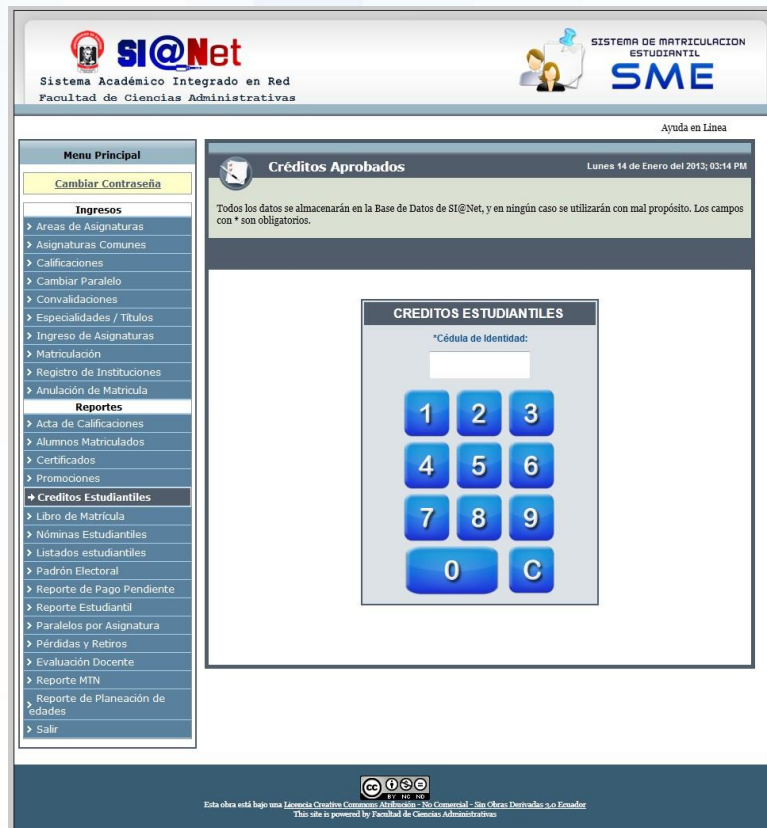 SI@Net
Sistema Académico Integrado en Red
Facultad de Ciencias Administrativas
SISTEMA DE MATRICULACION
ESTUDIANTIL
SME
Ayuda en Linea
Menu Principal
Cambiar Contraseña
Ingresos
Areas de Asignaturas
Asignaturas Comunes
Calificaciones
Cambiar Paralelo
Convalidaciones
Especialidades / Títulos
Ingreso de Asignaturas
Matriculación
Registro de Instituciones
Anulación de Matricula
Reportes
Acta de Calificaciones
Alumnos Matriculados
Certificados
Promociones
Creditos Estudiantiles
Libro de Matrícula
Nóminas Estudiantiles
Listados estudiantiles
Padrón Electoral
Reporte de Pago Pendiente
Reporte Estudiantil
Paralelos por Asignatura
Pérdidas y Retiros
Evaluación Docente
Reporte MTN
Reporte de Planeación de
edades
Salir
Créditos Aprobados
Lunes 14 de Enero del 2013; 03:14 PM
Todos los datos se almacenarán en la Base de Datos de SI@Net, y en ningún caso se utilizarán con mal propósito. Los campos
con * son obligatorios.
CREDITOS ESTUDIANTILES
*Cédula de Identidad:
1 2 3
4 5 6
7 8 9
0 C
cc
BY NC ND
Esta obra está bajo una Licencia Creative Commons Atribución - No Comercial - Sin Obras Derivadas 3.0 Ecuador
This site is powered by Facultad de Ciencias Administrativas